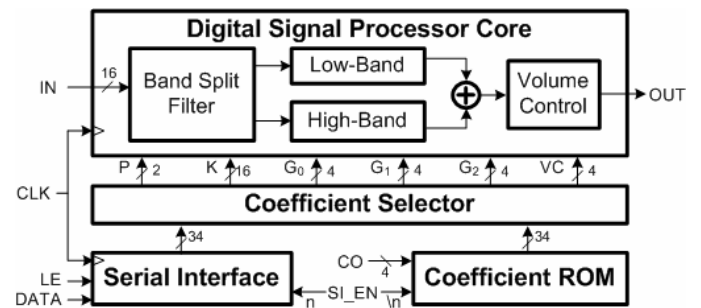 Digital Signal Processor Core
IN
16
Band Split
Filter
Low-Band
High-Band
Volume
Control
OUT
P
2
K
16
G₀
4
G₁
4
G₂
4
VC
4
CLK
Coefficient Selector
34
34
LE
DATA
Serial Interface
CO
4
n
SI_EN
\n
Coefficient ROM